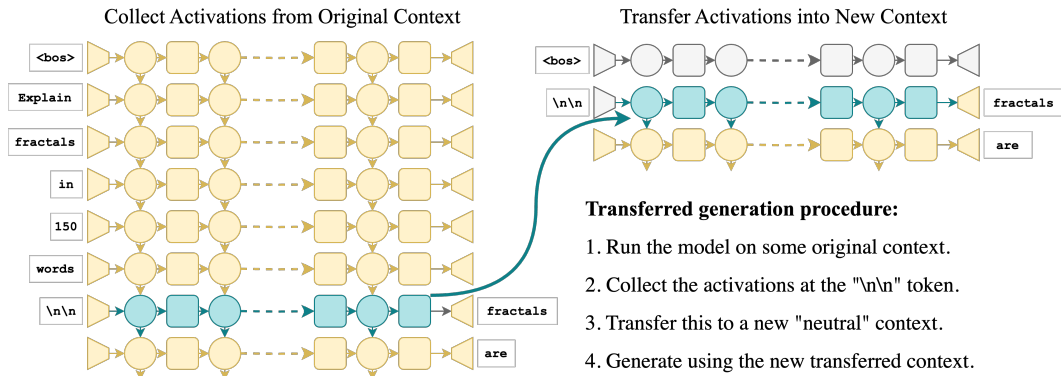 Collect Activations from Original Context
<bos>
Explain
fractals
in
150
words
\n\n
fractals
are
Transfer Activations into New Context
<bos>
\n\n
fractals
are
Transferred generation procedure:
1. Run the model on some original context.
2. Collect the activations at the "\n\n" token.
3. Transfer this to a new "neutral" context.
4. Generate using the new transferred context.